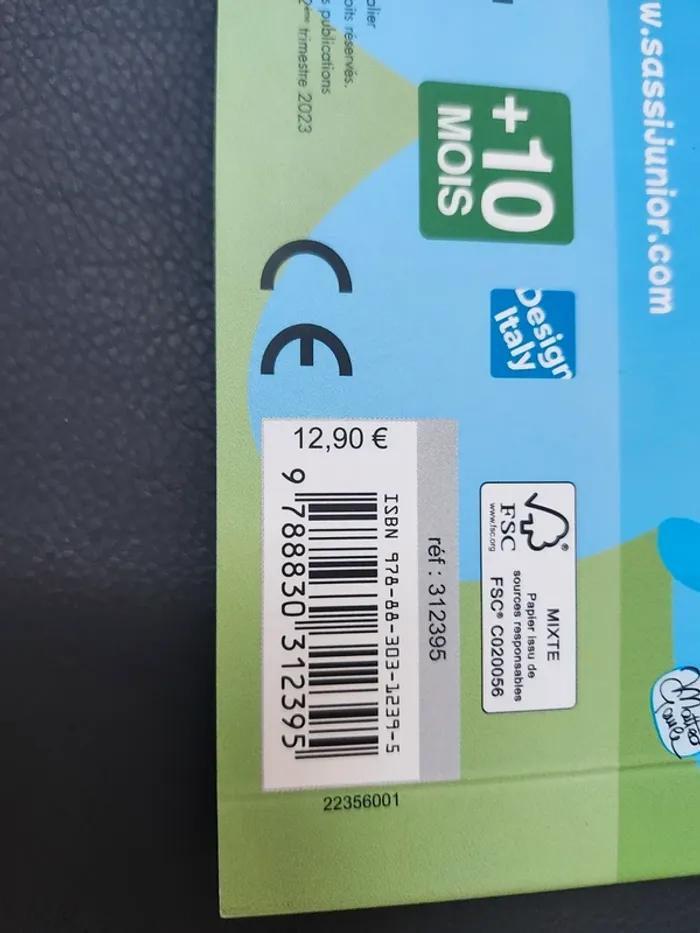 w.sassijunior.com
+10
MOIS
Design
Italy
oits réservés.
publications
trimestre 2023
CE
FSC®
www.fsc.org
MIXTE
Papier issu de
sources responsables
FSC® C020056
12,90 €
réf : 312395
ISBN 978-88-303-1239-5
9 788830 312395
22356001